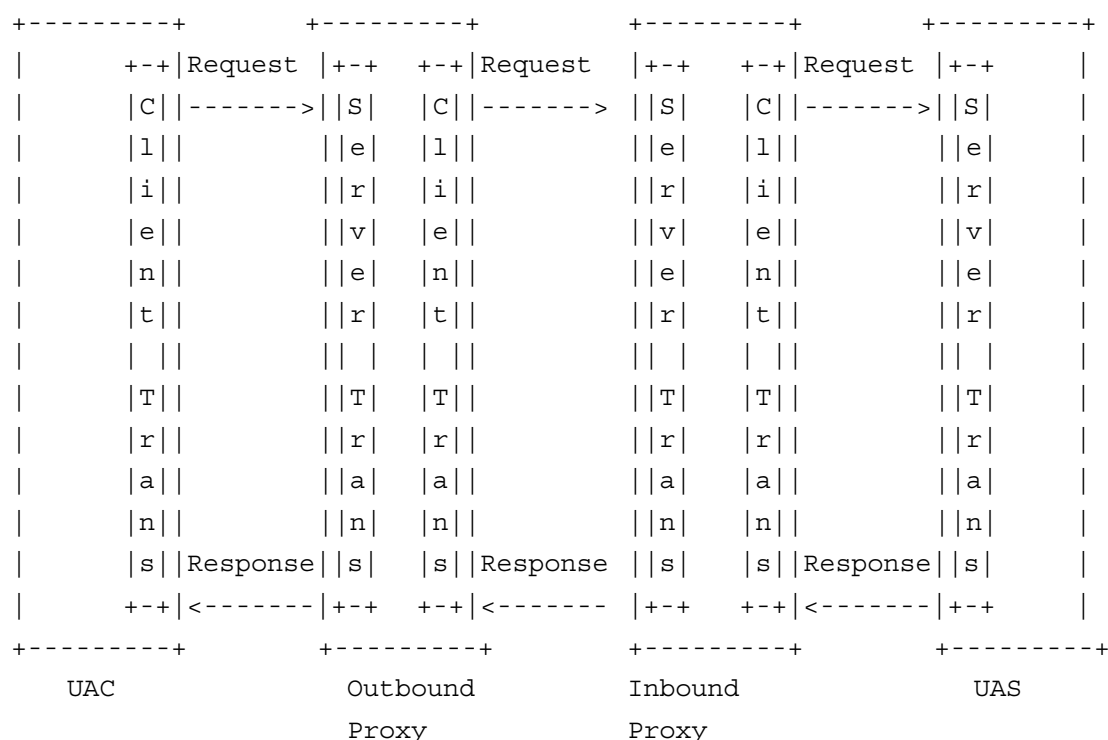 +---------+             +---------+            +---------+          +---------+
|       +-+|Request  |+-+   +-+|Request   |+-+   +-+|Request  |+-+      |
|       |C||------->||S|   |C||------->  ||S|   |C||------->||S|      |
|       |l||         ||e|   |l||          ||e|   |l||         ||e|      |
|       |i||         ||r|   |i||          ||r|   |i||         ||r|      |
|       |e||         ||v|   |e||          ||v|   |e||         ||v|      |
|       |n||         ||e|   |n||          ||e|   |n||         ||e|      |
|       |t||         ||r|   |t||          ||r|   |t||         ||r|      |
|       | ||         || |   | ||          || |   | ||         || |      |
|       |T||         ||T|   |T||          ||T|   |T||         ||T|      |
|       |r||         ||r|   |r||          ||r|   |r||         ||r|      |
|       |a||         ||a|   |a||          ||a|   |a||         ||a|      |
|       |n||         ||n|   |n||          ||n|   |n||         ||n|      |
|       |s||Response||s|   |s||Response  ||s|   |s||Response||s|      |
|       +-+|<-------|+-+   +-+|<-------  |+-+   +-+|<-------|+-+      |
+---------+         +---------+         +---------+         +---------+
UAC Outbound Inbound UAS
Proxy Proxy